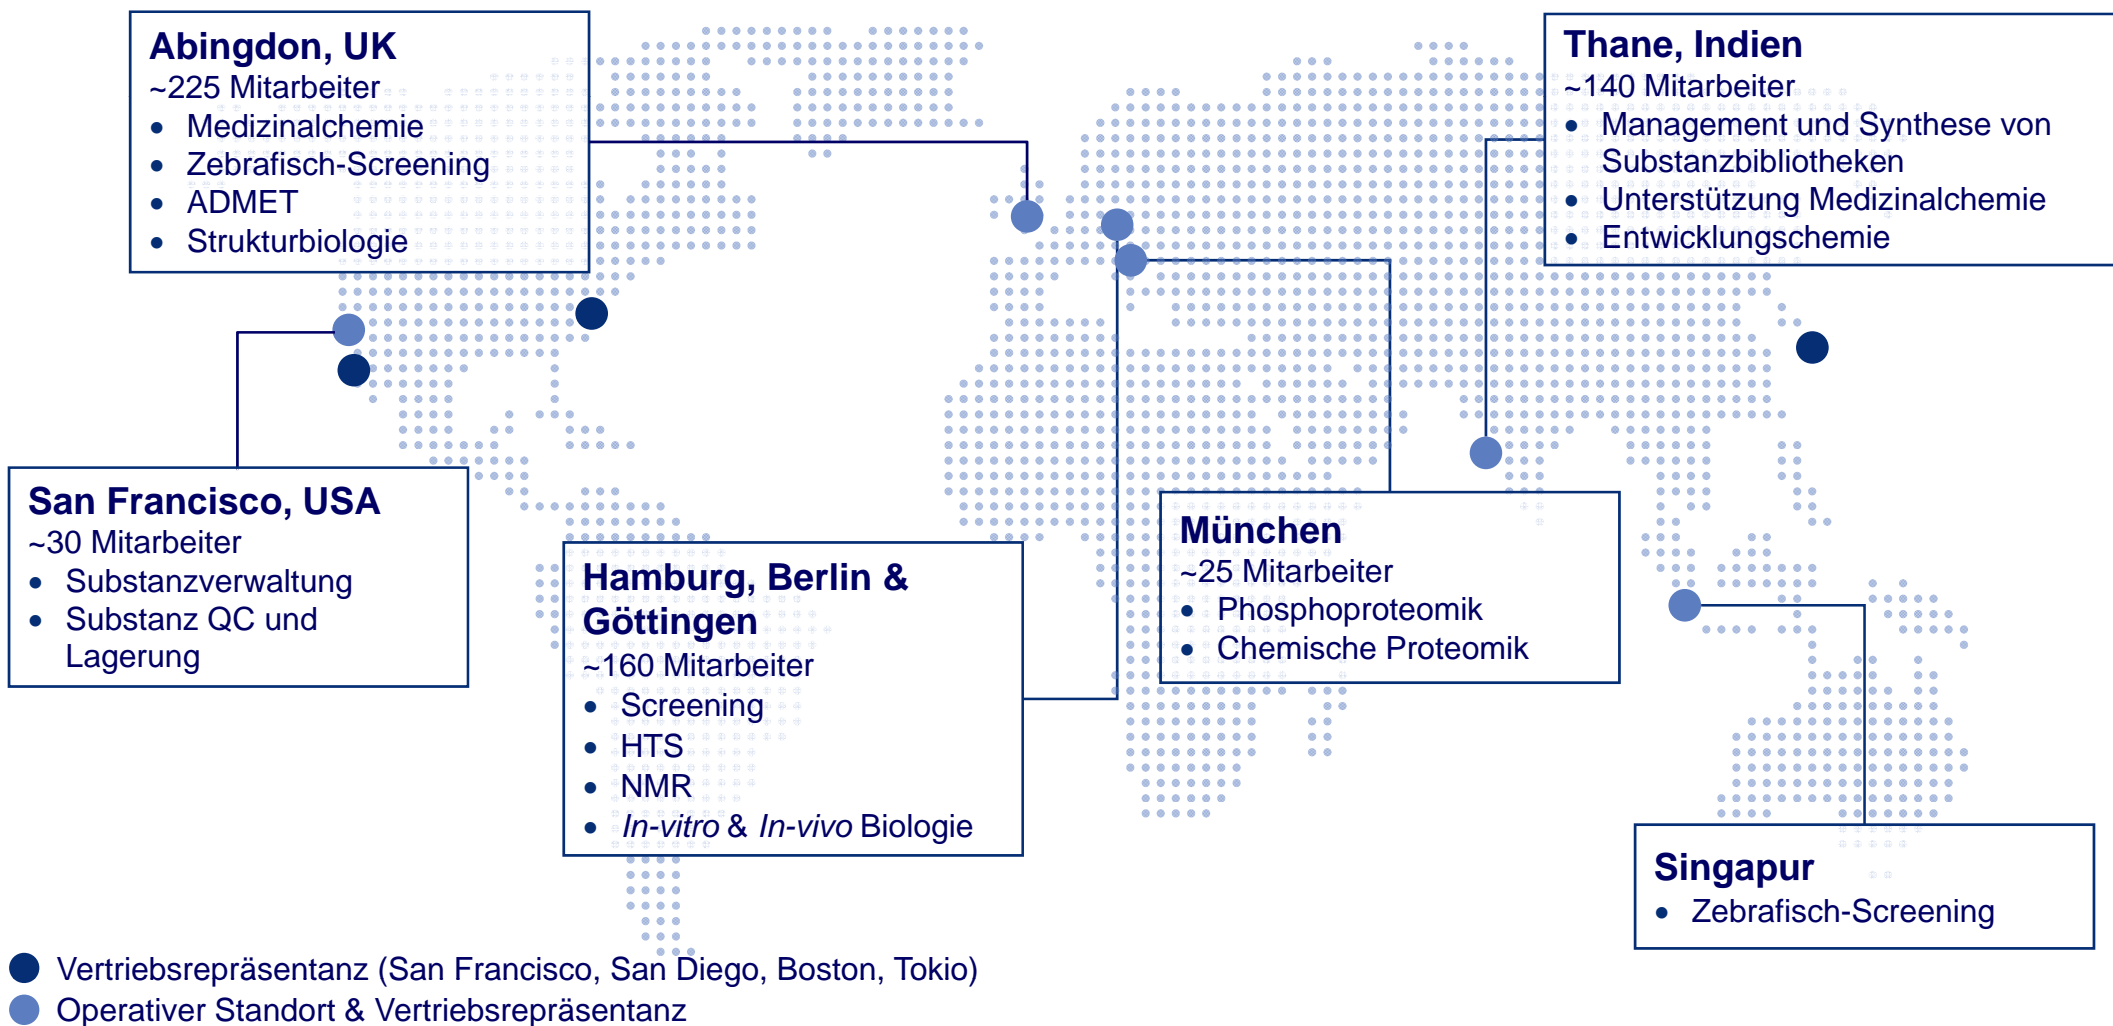 Abingdon, UK
~225 Mitarbeiter
• Medizinalchemie
• Zebrafisch-Screening
• ADMET
• Strukturbiologie
Thane, Indien
~140 Mitarbeiter
• Management und Synthese von
Substanzbibliotheken
• Unterstützung Medizinalchemie
• Entwicklungschemie
San Francisco, USA
~30 Mitarbeiter
• Substanzverwaltung
• Substanz QC und
Lagerung
Hamburg, Berlin &
Göttingen
~160 Mitarbeiter
• Screening
• HTS
• NMR
• In-vitro & In-vivo Biologie
München
~25 Mitarbeiter
• Phosphoproteomik
• Chemische Proteomik
Singapur
• Zebrafisch-Screening
Vertriebsrepräsentanz (San Francisco, San Diego, Boston, Tokio)
Operativer Standort & Vertriebsrepräsentanz